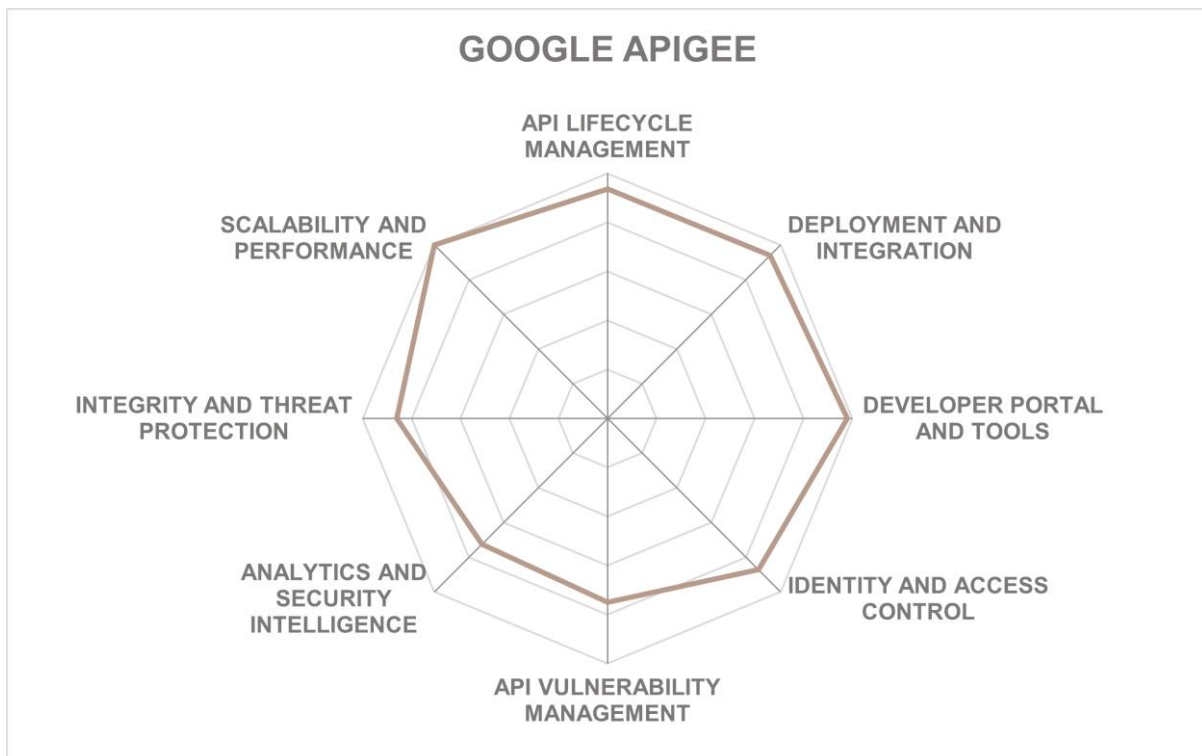 GOOGLE APIGEE
API LIFECYCLE
MANAGEMENT
DEPLOYMENT AND
INTEGRATION
DEVELOPER PORTAL
AND TOOLS
IDENTITY AND ACCESS
CONTROL
API VULNERABILITY
MANAGEMENT
ANALYTICS AND
SECURITY
INTELLIGENCE
INTEGRITY AND THREAT
PROTECTION
SCALABILITY AND
PERFORMANCE